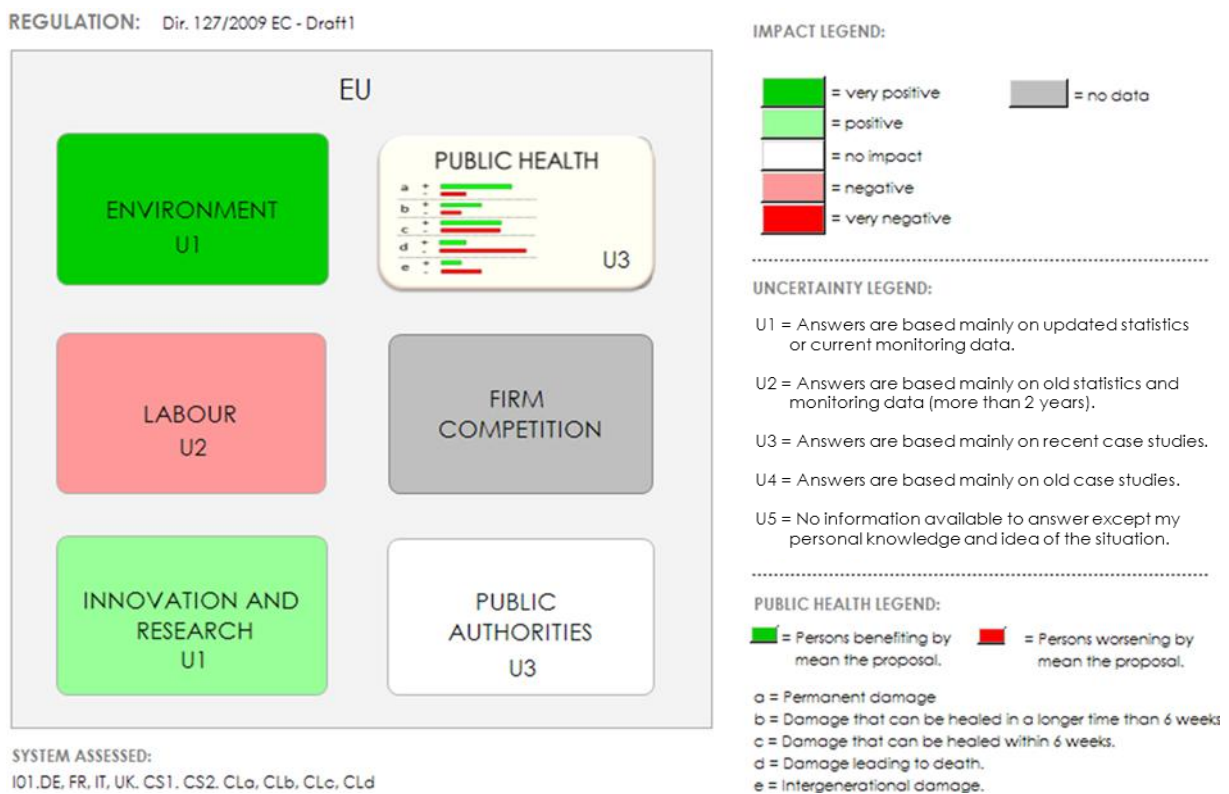 REGULATION: Dir. 127/2009 EC - Draft1
EU
ENVIRONMENT
U1
PUBLIC HEALTH
a + -
b + -
c + -
d + -
e + -
U3
LABOUR
U2
FIRM
COMPETITION
INNOVATION AND
RESEARCH
U1
PUBLIC
AUTHORITIES
U3
SYSTEM ASSESSED:
I01.DE, FR, IT, UK. CS1. CS2. CLa, CLb, CLc, CLd
IMPACT LEGEND:
= very positive
= positive
= no impact
= negative
= very negative
= no data
UNCERTAINTY LEGEND:
U1 = Answers are based mainly on updated statistics
or current monitoring data.
U2 = Answers are based mainly on old statistics and
monitoring data (more than 2 years).
U3 = Answers are based mainly on recent case studies.
U4 = Answers are based mainly on old case studies.
U5 = No information available to answer except my
personal knowledge and idea of the situation.
PUBLIC HEALTH LEGEND:
= Persons benefiting by
mean the proposal.
= Persons worsening by
mean the proposal.
a = Permanent damage
b = Damage that can be healed in a longer time than 6 weeks
c = Damage that can be healed within 6 weeks.
d = Damage leading to death.
e = Intergenerational damage.